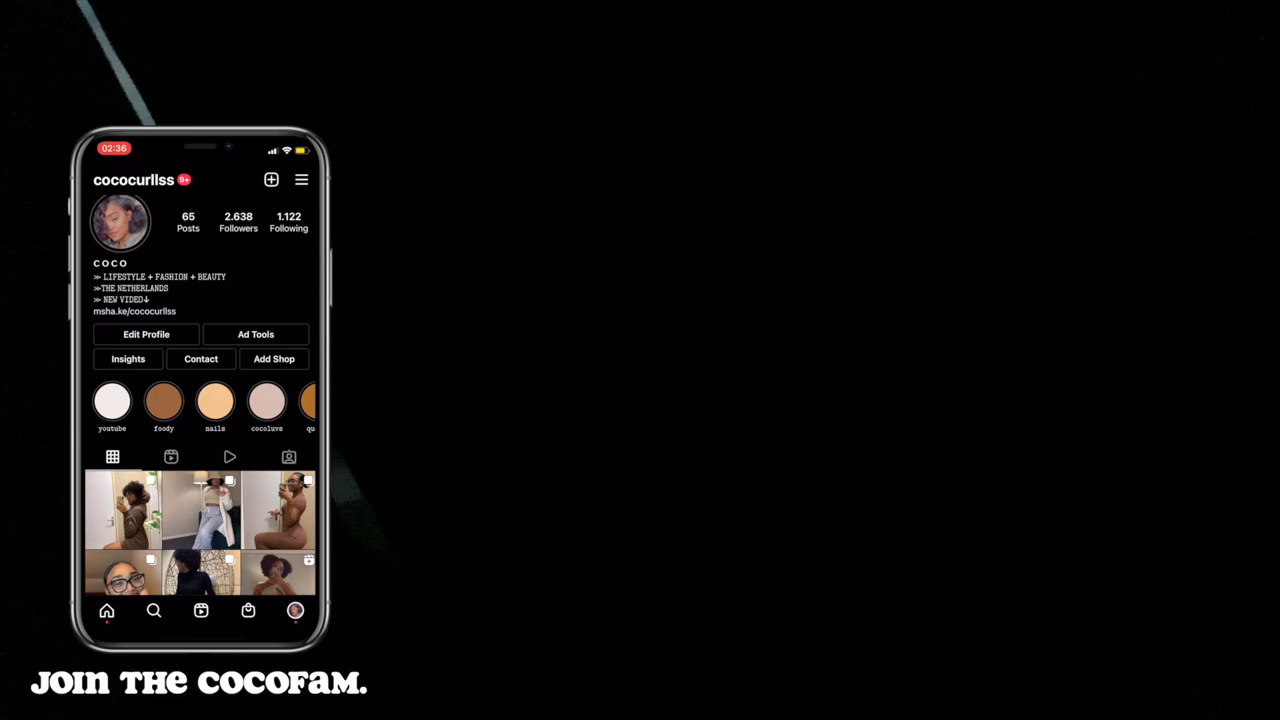 02:36
cococurllss 9+
65 2.638 1.122
Posts Followers Following
COCO
>> LIFESTYLE + FASHION + BEAUTY
>>THE NETHERLANDS
>> NEW VIDEO↓
msha.ke/cococurllss
Edit Profile Ad Tools
Insights Contact Add Shop
youtube foody nails cocoluvs qu
JOIN THE COCOFAM.